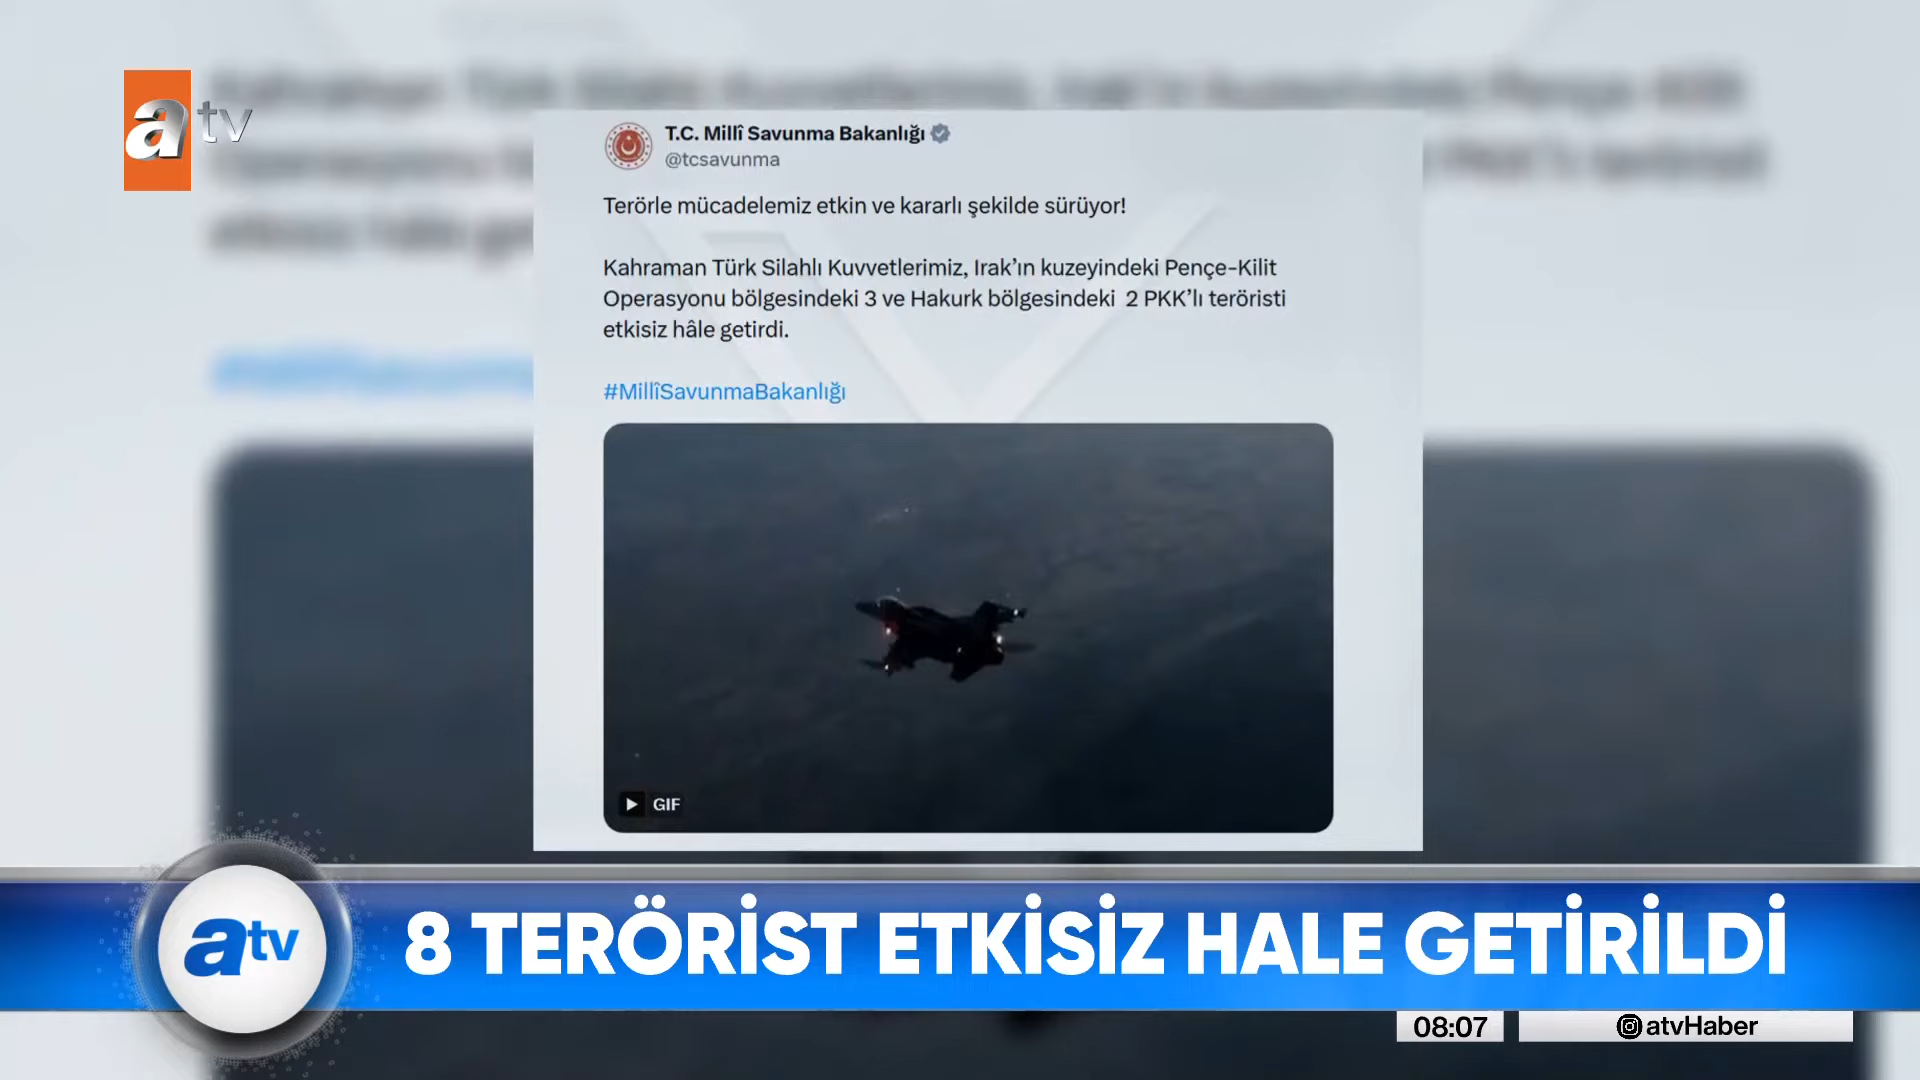 atv
T.C. Millî Savunma Bakanlığı
@tcsavunma
Terörle mücadelemiz etkin ve kararlı şekilde sürüyor!
Kahraman Türk Silahlı Kuvvetlerimiz, Irak’ın kuzeyindeki Pençe-Kilit
Operasyonu bölgesindeki 3 ve Hakurk bölgesindeki 2 PKK’lı teröristi
etkisiz hâle getirdi.
#MillîSavunmaBakanlığı
GIF
atv
8 TERÖRİST ETKİSİZ HALE GETİRİLDİ
08:07
atvHaber